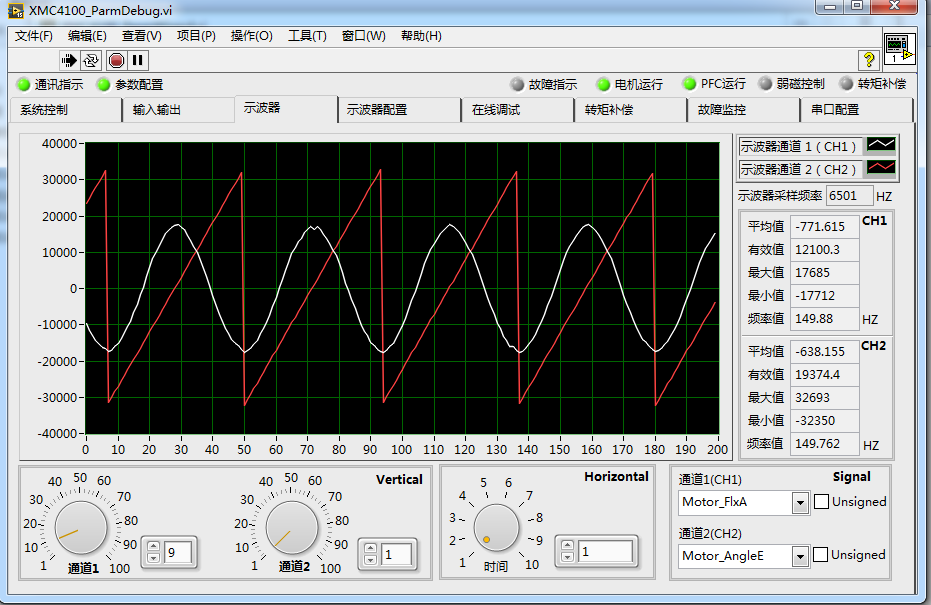 XMC4100_ParmDebug.vi
文件(F) 编辑(E) 查看(V) 项目(P) 操作(O) 工具(T) 窗口(W) 帮助(H)
?
1
通讯指示 参数配置 故障指示 电机运行 PFC运行 弱磁控制 转矩补偿
系统控制 输入输出 示波器 示波器配置 在线调试 转矩补偿 故障监控 串口配置
40000
30000
20000
10000
0
-10000
-20000
-30000
-40000
0 10 20 30 40 50 60 70 80 90 100 110 120 130 140 150 160 170 180 190 200
示波器通道 1 ( CH1 )
示波器通道 2 ( CH2 )
示波器采样频率 6501 HZ
CH1
平均值 -771.615
有效值 12100.3
最大值 17685
最小值 -17712
频率值 149.88 HZ
CH2
平均值 -638.155
有效值 19374.4
最大值 32693
最小值 -32350
频率值 149.762 HZ
Vertical
1 10 20 30 40 50 60 70 80 90 100
通道1
9
1 10 20 30 40 50 60 70 80 90 100
通道2
1
Horizontal
1 2 3 4 5 6 7 8 9 10
时间
1
Signal
通道1(CH1)
Motor_FlxA Unsigned
通道2(CH2)
Motor_AngleE Unsigned